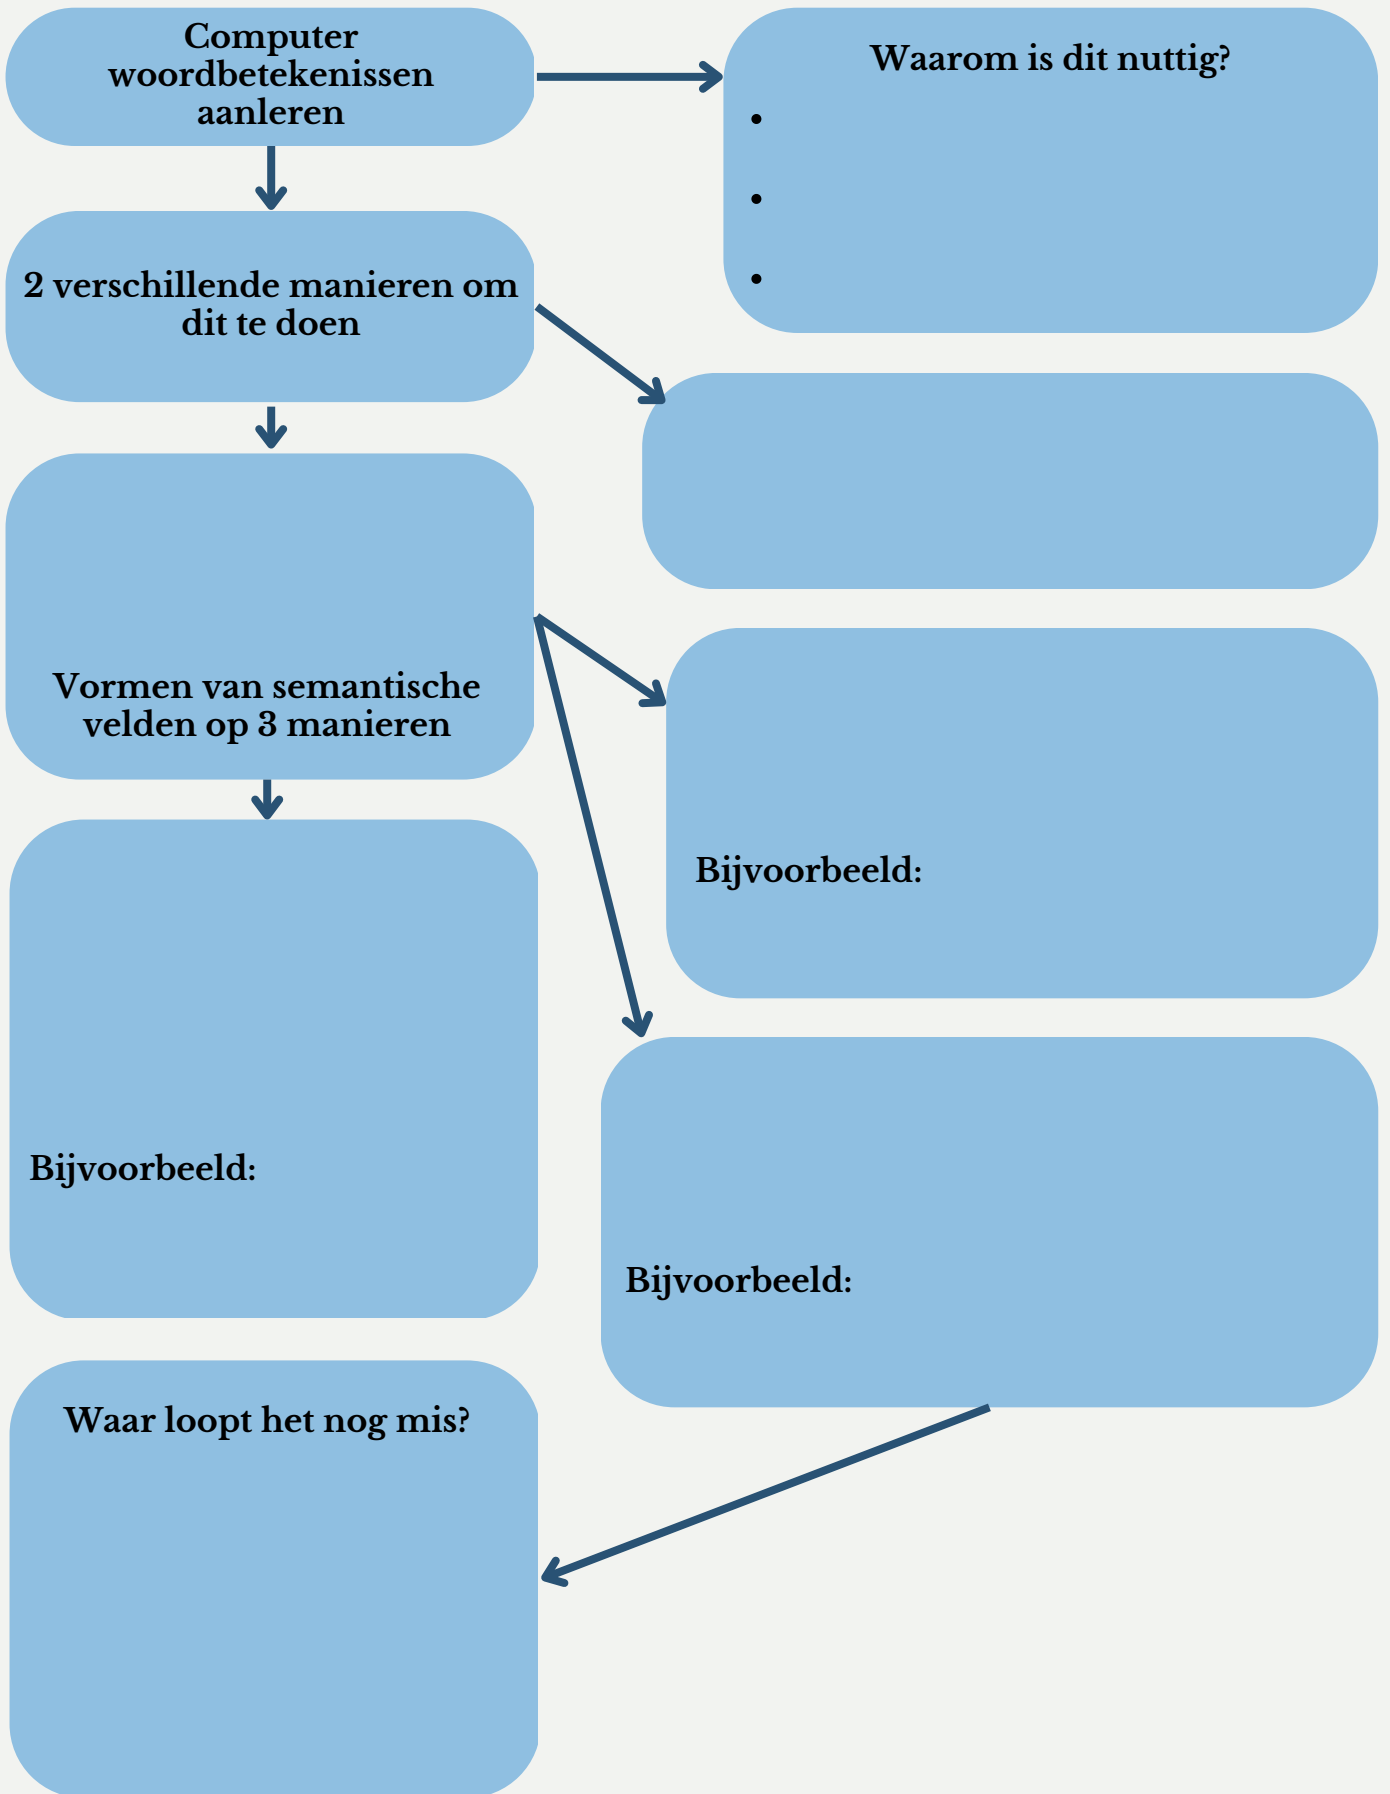 Computer
woordbetekenissen
aanleren
Waarom is dit nuttig?
•
•
•
2 verschillende manieren om
dit te doen
Vormen van semantische
velden op 3 manieren
Bijvoorbeeld:
Bijvoorbeeld:
Bijvoorbeeld:
Waar loopt het nog mis?